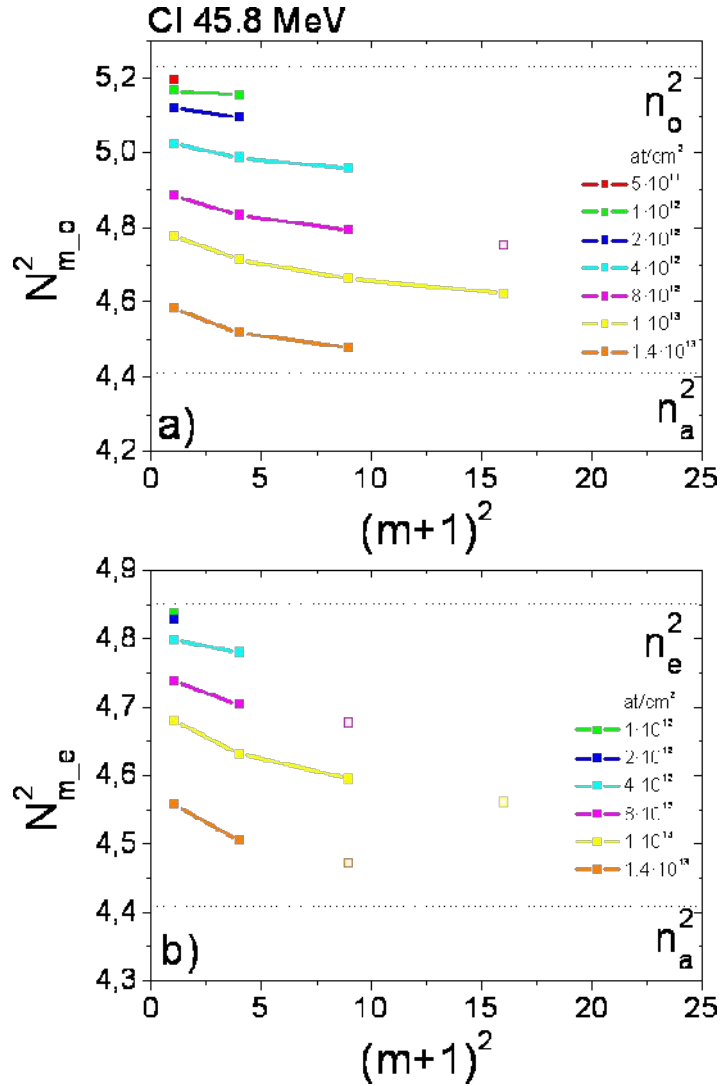 Cl 45.8 MeV
N²m_o
5,2
5,0
4,8
4,6
4,4
4,2
n²o
at/cm²
5·10¹¹
1·10¹²
2·10¹²
4·10¹²
8·10¹²
1·10¹³
1.4·10¹³
n²a
a)
0 5 10 15 20 25
(m+1)²
N²m_e
4,9
4,8
4,7
4,6
4,5
4,4
4,3
n²e
at/cm²
1·10¹²
2·10¹²
4·10¹²
8·10¹²
1·10¹³
1.4·10¹³
n²a
b)
0 5 10 15 20 25
(m+1)²